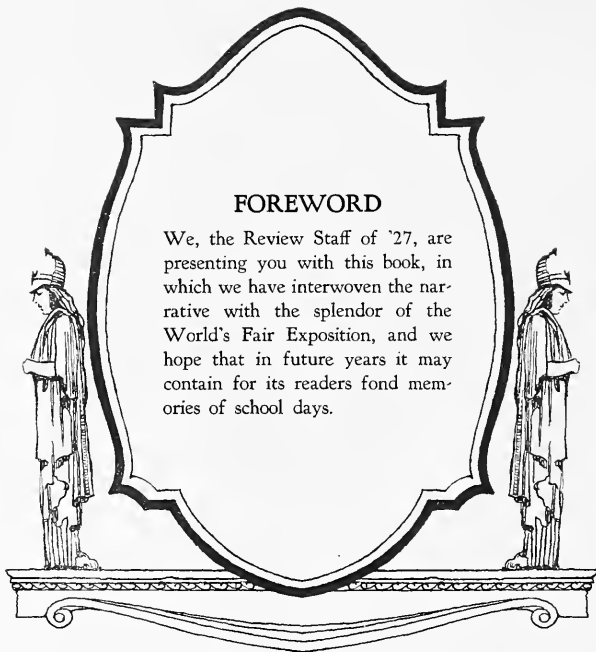 FOREWORD
We, the Review Staff of '27, are
presenting you with this book, in
which we have interwoven the nar-
rative with the splendor of the
World's Fair Exposition, and we
hope that in future years it may
contain for its readers fond mem-
ories of school days.